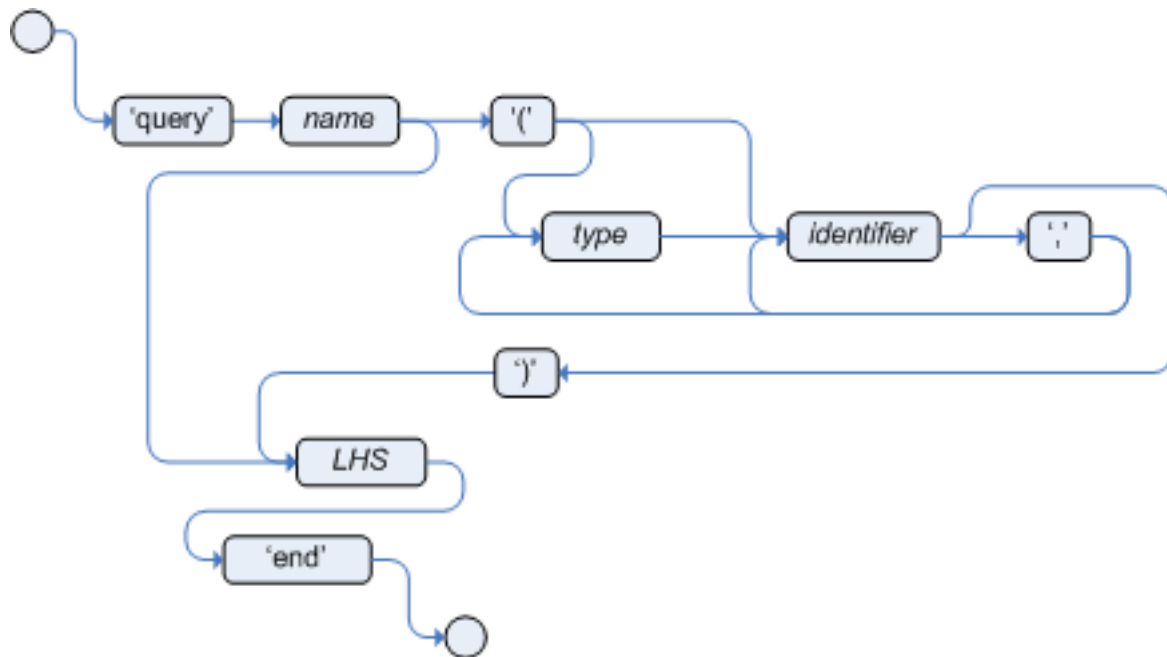 ‘query’ name '('
type identifier ‘,’
‘)’
LHS
‘end’